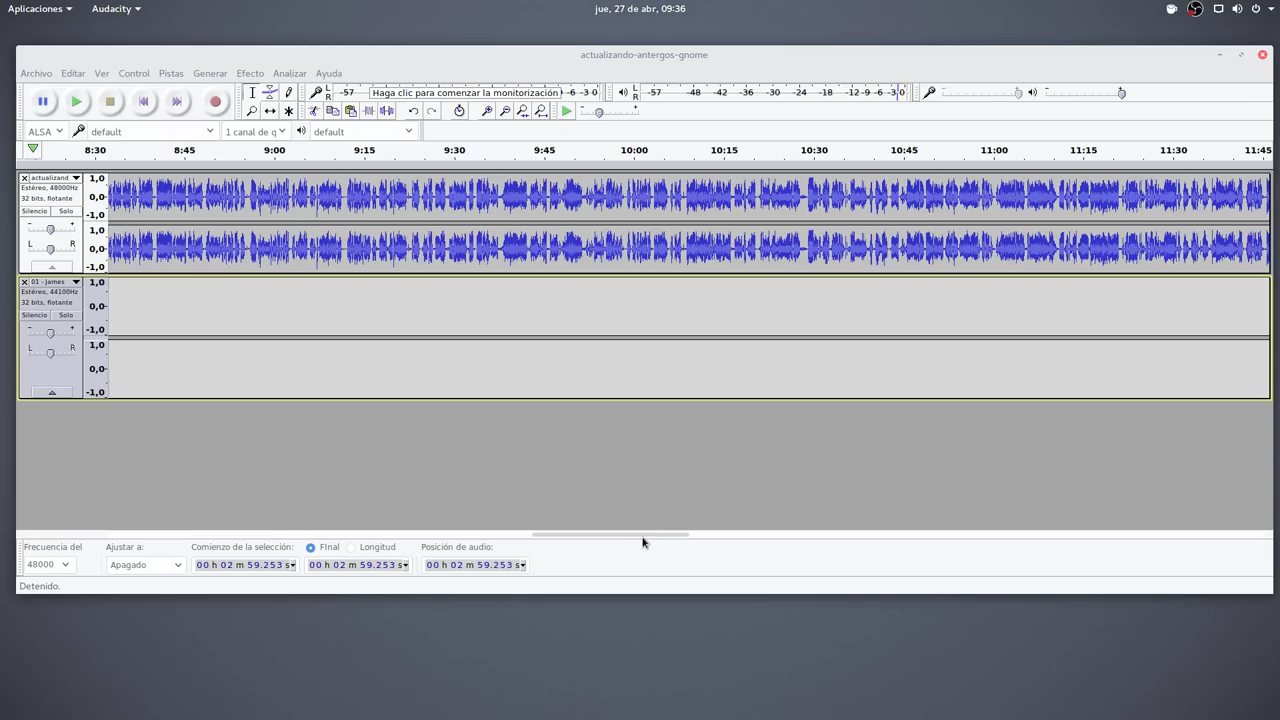 Aplicaciones
Audacity
jue, 27 de abr, 09:36
actualizando-antergos-gnome
Archivo Editar Ver Control Pistas Generar Efecto Analizar Ayuda
L R -57 Haga clic para comenzar la monitorización -6 -3 0
L R -57 -48 -42 -36 -30 -24 -18 -12 -9 -6 -3 0
ALSA default 1 canal de q default
8:30 8:45 9:00 9:15 9:30 9:45 10:00 10:15 10:30 10:45 11:00 11:15 11:30 11:45
actualizand
Estéreo, 48000Hz
32 bits, flotante
Silencio Solo
- +
L R
1,0
0,0
-1,0
1,0
0,0
-1,0
01 - James
Estéreo, 44100Hz
32 bits, flotante
Silencio Solo
- +
L R
1,0
0,0
-1,0
1,0
0,0
-1,0
Frecuencia del Ajustar a: Comienzo de la selección: FInal Longitud Posición de audio:
48000 Apagado 00 h 02 m 59.253 s 00 h 02 m 59.253 s 00 h 02 m 59.253 s
Detenido.